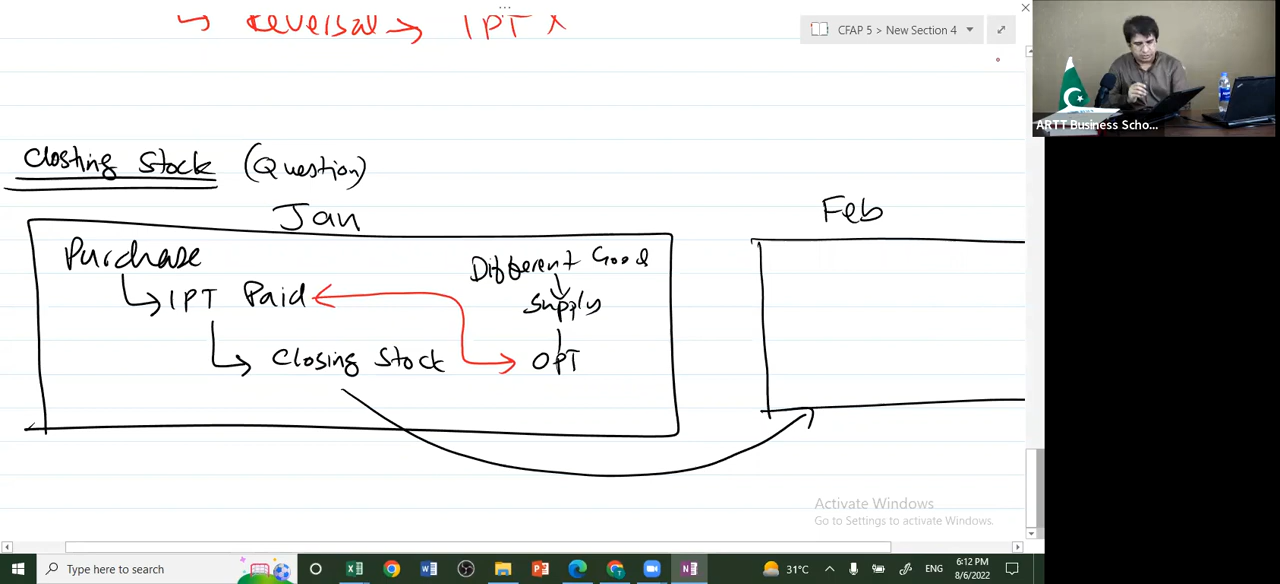 ↳ reversal → IPT X
CFAP 5 > New Section 4
ARTT Business Scho...
Closting Stock (Question)
Jan
Feb
Purchase
↳ IPT Paid
↳ Closing Stock
Different Good
Supply
OPT
Activate Windows
Go to Settings to activate Windows.
Type here to search
31°C
ENG
6:12 PM
8/6/2022